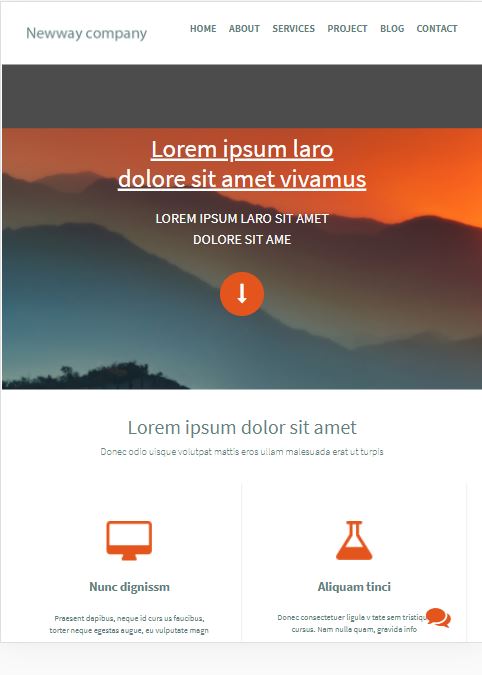 Newway company
HOME ABOUT SERVICES PROJECT BLOG CONTACT
Lorem ipsum laro
dolore sit amet vivamus
LOREM IPSUM LARO SIT AMET
DOLORE SIT AME
Lorem ipsum dolor sit amet
Donec odio uisque volutpat mattis eros ullam malesuada erat ut turpis
Nunc dignissm
Praesent dapibus, neque id curs us faucibus,
torter neque egestas augue, eu vulputate magn
Aliquam tinci
Donec consectetuer ligula v tate sem tristiqu
cursus. Nam nulla quam, gravida info